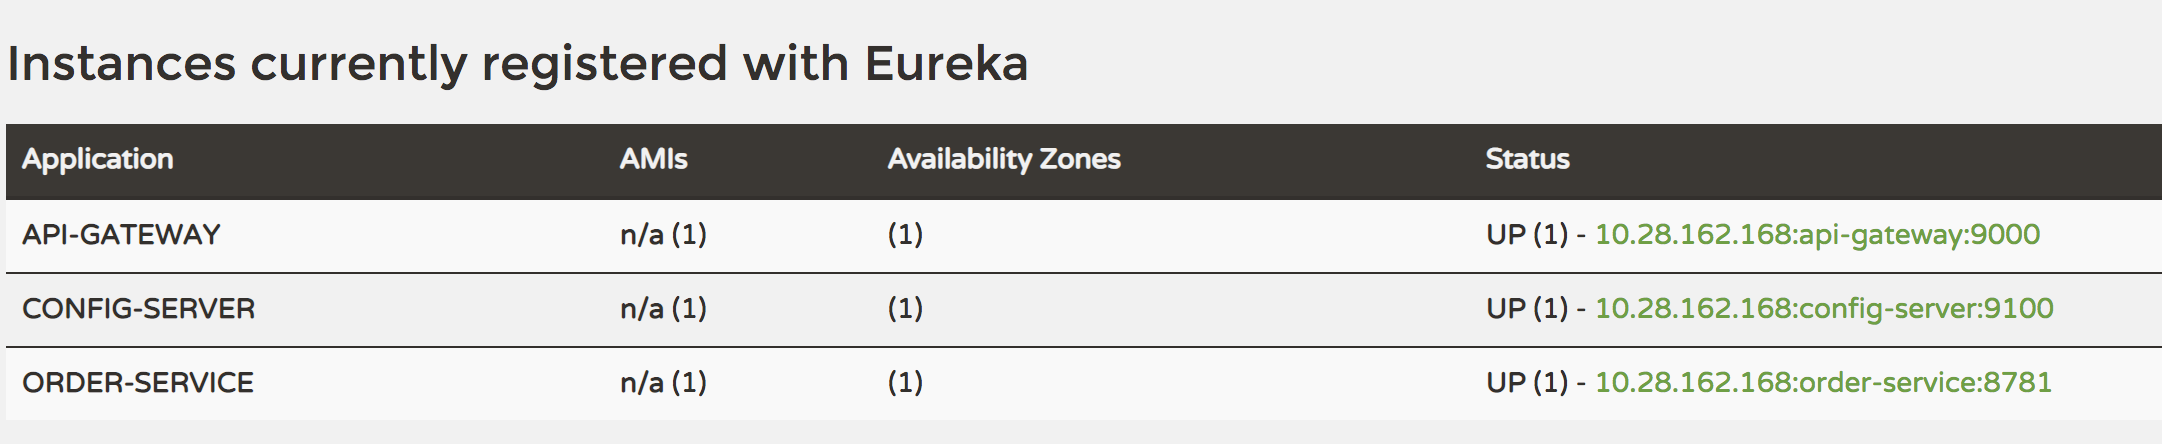 Instances currently registered with Eureka
Application AMIs Availability Zones Status
API-GATEWAY n/a (1) (1) UP (1) - 10.28.162.168:api-gateway:9000
CONFIG-SERVER n/a (1) (1) UP (1) - 10.28.162.168:config-server:9100
ORDER-SERVICE n/a (1) (1) UP (1) - 10.28.162.168:order-service:8781